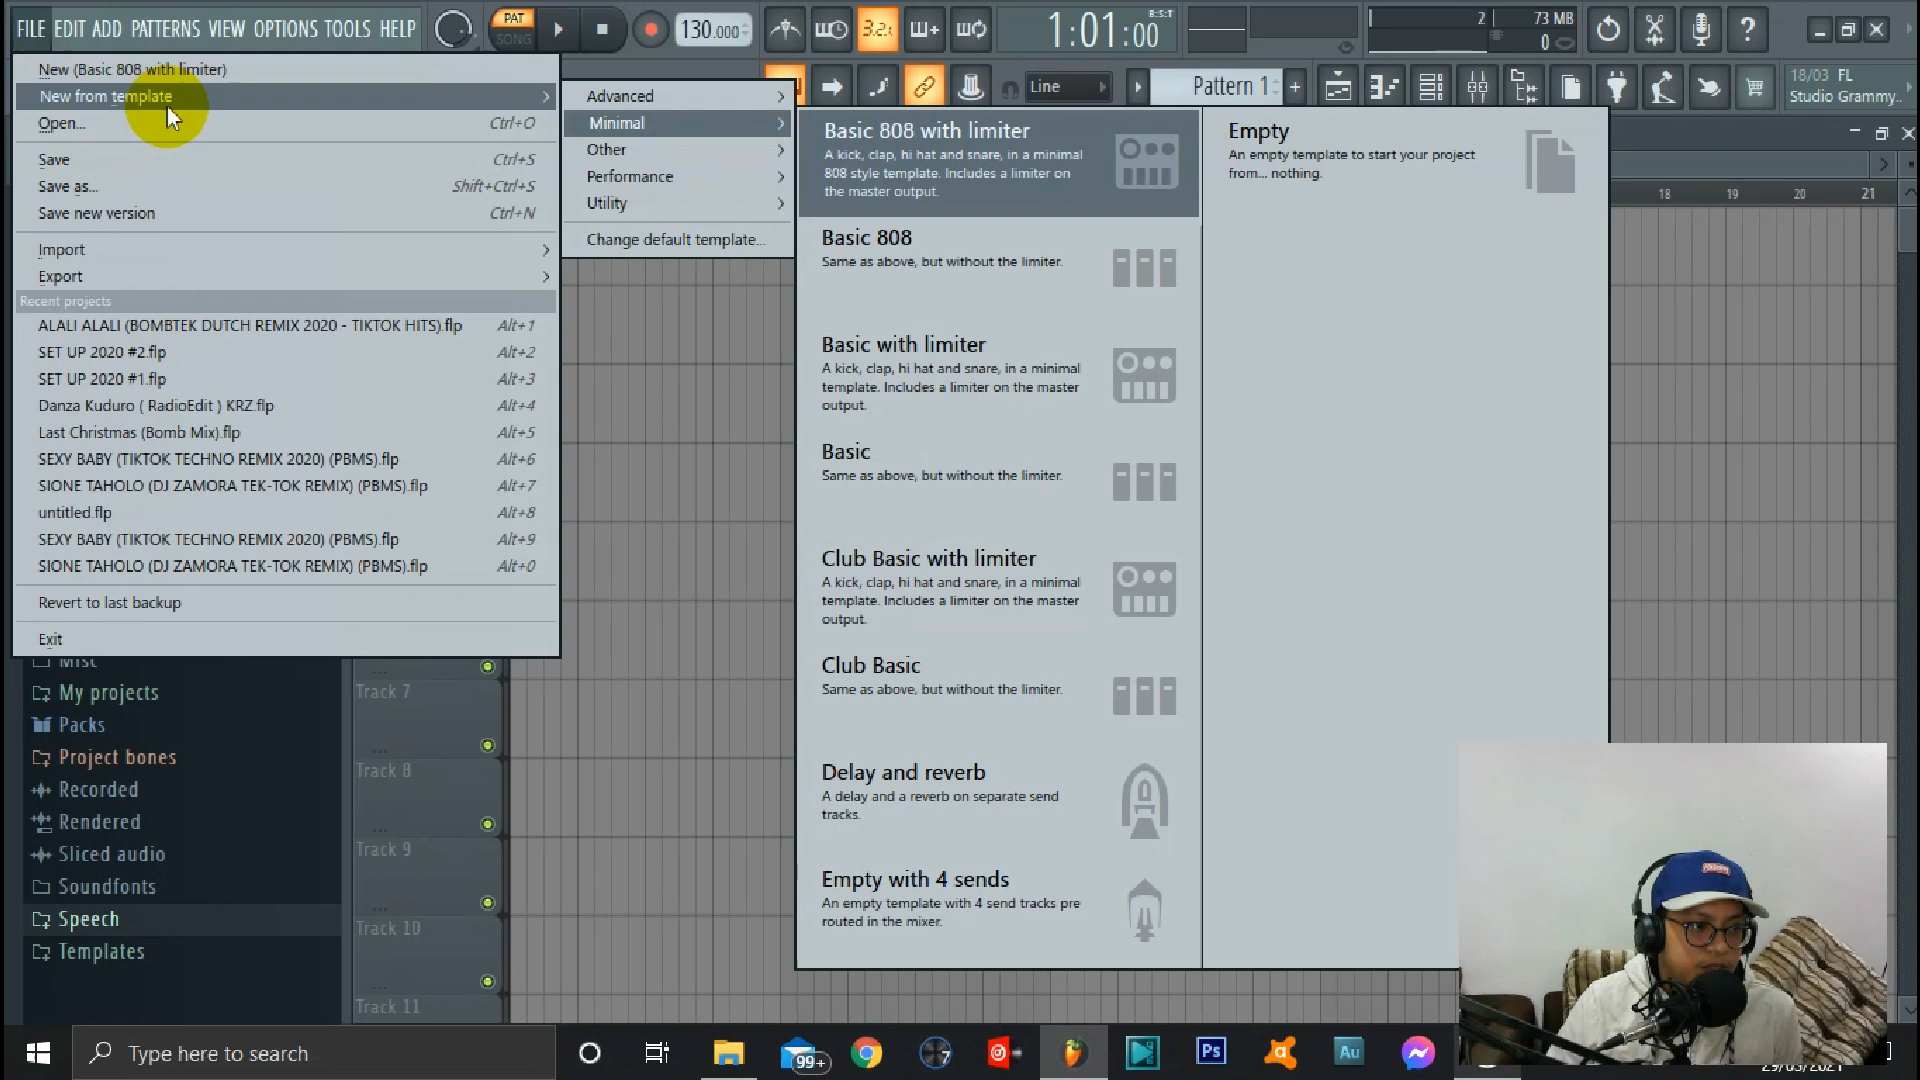 FILE EDIT ADD PATTERNS VIEW OPTIONS TOOLS HELP
PAT
SONG
130.000
3.2.1
1:01:00
B:S:T
2
73 MB
0
New (Basic 808 with limiter)
New from template
Open... Ctrl+O
Save Ctrl+S
Save as... Shift+Ctrl+S
Save new version Ctrl+N
Import
Export
Recent projects
ALALI ALALI (BOMBTEK DUTCH REMIX 2020 - TIKTOK HITS).flp Alt+1
SET UP 2020 #2.flp Alt+2
SET UP 2020 #1.flp Alt+3
Danza Kuduro ( RadioEdit ) KRZ.flp Alt+4
Last Christmas (Bomb Mix).flp Alt+5
SEXY BABY (TIKTOK TECHNO REMIX 2020) (PBMS).flp Alt+6
SIONE TAHOLO (DJ ZAMORA TEK-TOK REMIX) (PBMS).flp Alt+7
untitled.flp Alt+8
SEXY BABY (TIKTOK TECHNO REMIX 2020) (PBMS).flp Alt+9
SIONE TAHOLO (DJ ZAMORA TEK-TOK REMIX) (PBMS).flp Alt+0
Revert to last backup
Exit
Advanced
Minimal
Other
Performance
Utility
Change default template...
Line
Pattern 1
18/03 FL
Studio Grammy..
Basic 808 with limiter
A kick, clap, hi hat and snare, in a minimal
808 style template. Includes a limiter on
the master output.
Basic 808
Same as above, but without the limiter.
Basic with limiter
A kick, clap, hi hat and snare, in a minimal
template. Includes a limiter on the master
output.
Basic
Same as above, but without the limiter.
Club Basic with limiter
A kick, clap, hi hat and snare, in a minimal
template. Includes a limiter on the master
output.
Club Basic
Same as above, but without the limiter.
Delay and reverb
A delay and a reverb on separate send
tracks.
Empty with 4 sends
An empty template with 4 send tracks pre
routed in the mixer.
Empty
An empty template to start your project
from... nothing.
18 19 20 21
Misc
My projects
Packs
Project bones
Recorded
Rendered
Sliced audio
Soundfonts
Speech
Templates
Track 7
Track 8
Track 9
Track 10
Track 11
Type here to search
99+
7
Ps
Au
29/03/2021